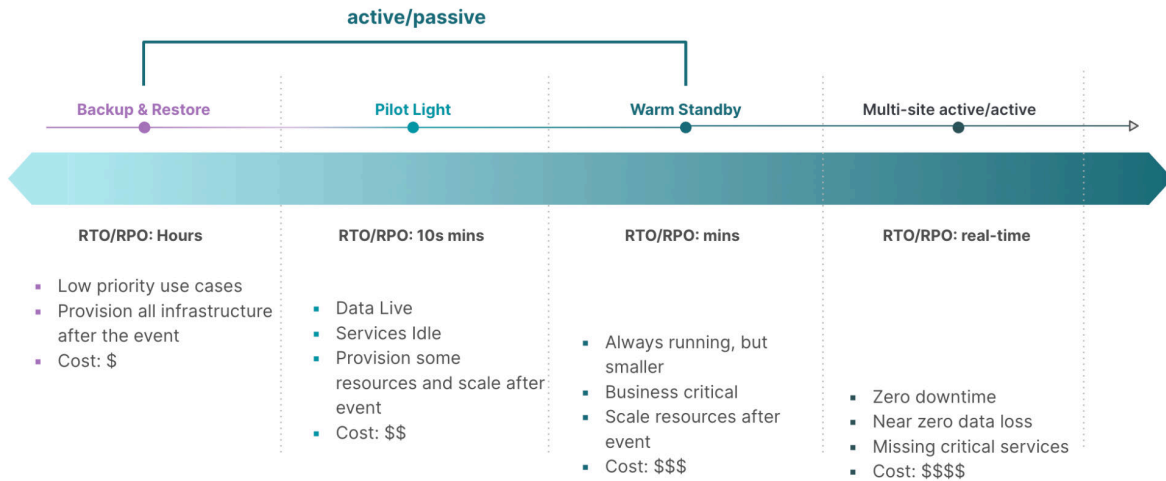 active/passive
Backup & Restore
Pilot Light
Warm Standby
Multi-site active/active
RTO/RPO: Hours
RTO/RPO: 10s mins
RTO/RPO: mins
RTO/RPO: real-time
Low priority use cases
Provision all infrastructure
after the event
Cost: $
Data Live
Services Idle
Provision some
resources and scale after
event
Cost: $$
Always running, but
smaller
Business critical
Scale resources after
event
Cost: $$$
Zero downtime
Near zero data loss
Missing critical services
Cost: $$$$